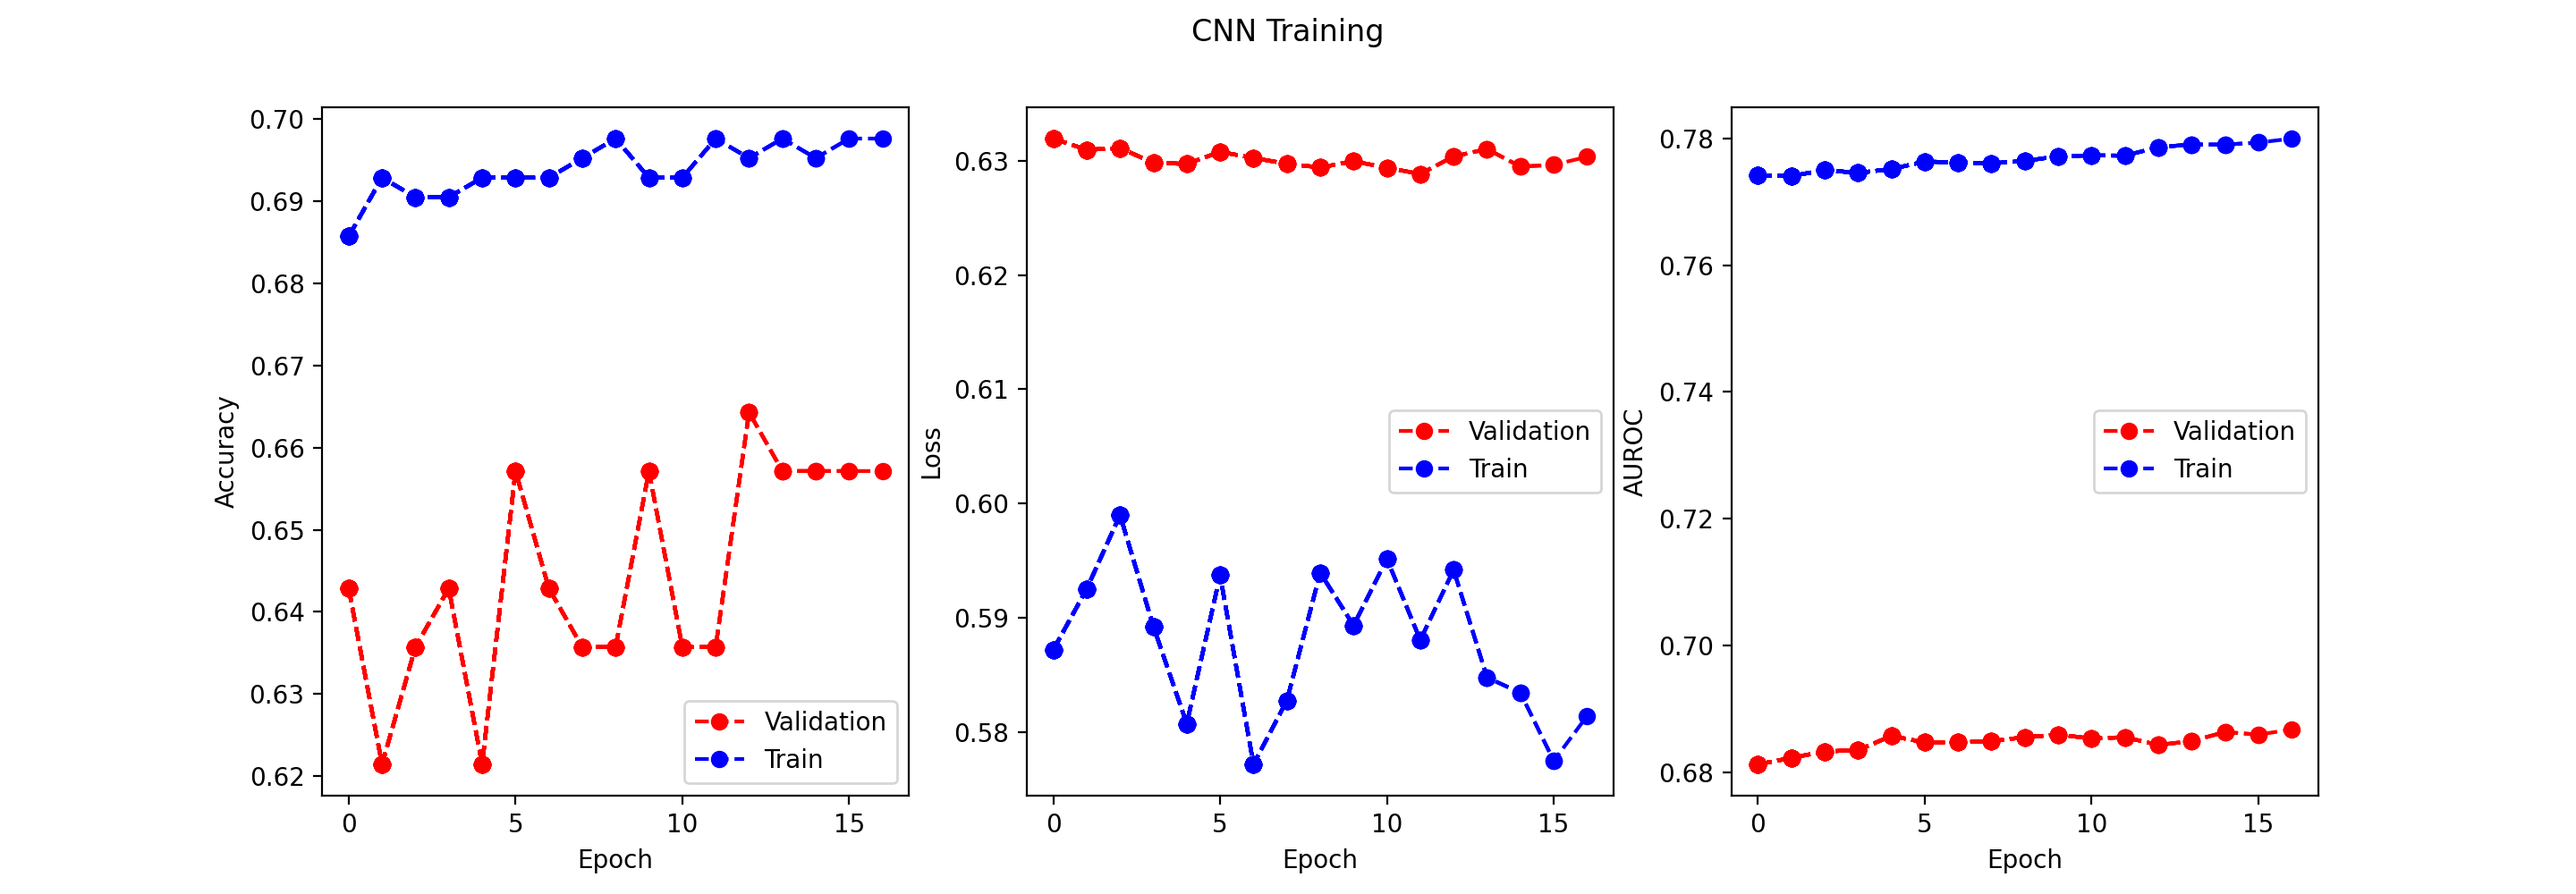 CNN Training
Accuracy
0.70
0.69
0.68
0.67
0.66
0.65
0.64
0.63
0.62
0
5
10
15
Epoch
Validation
Train
Loss
0.63
0.62
0.61
0.60
0.59
0.58
0
5
10
15
Epoch
Validation
Train
AUROC
0.78
0.76
0.74
0.72
0.70
0.68
0
5
10
15
Epoch
Validation
Train